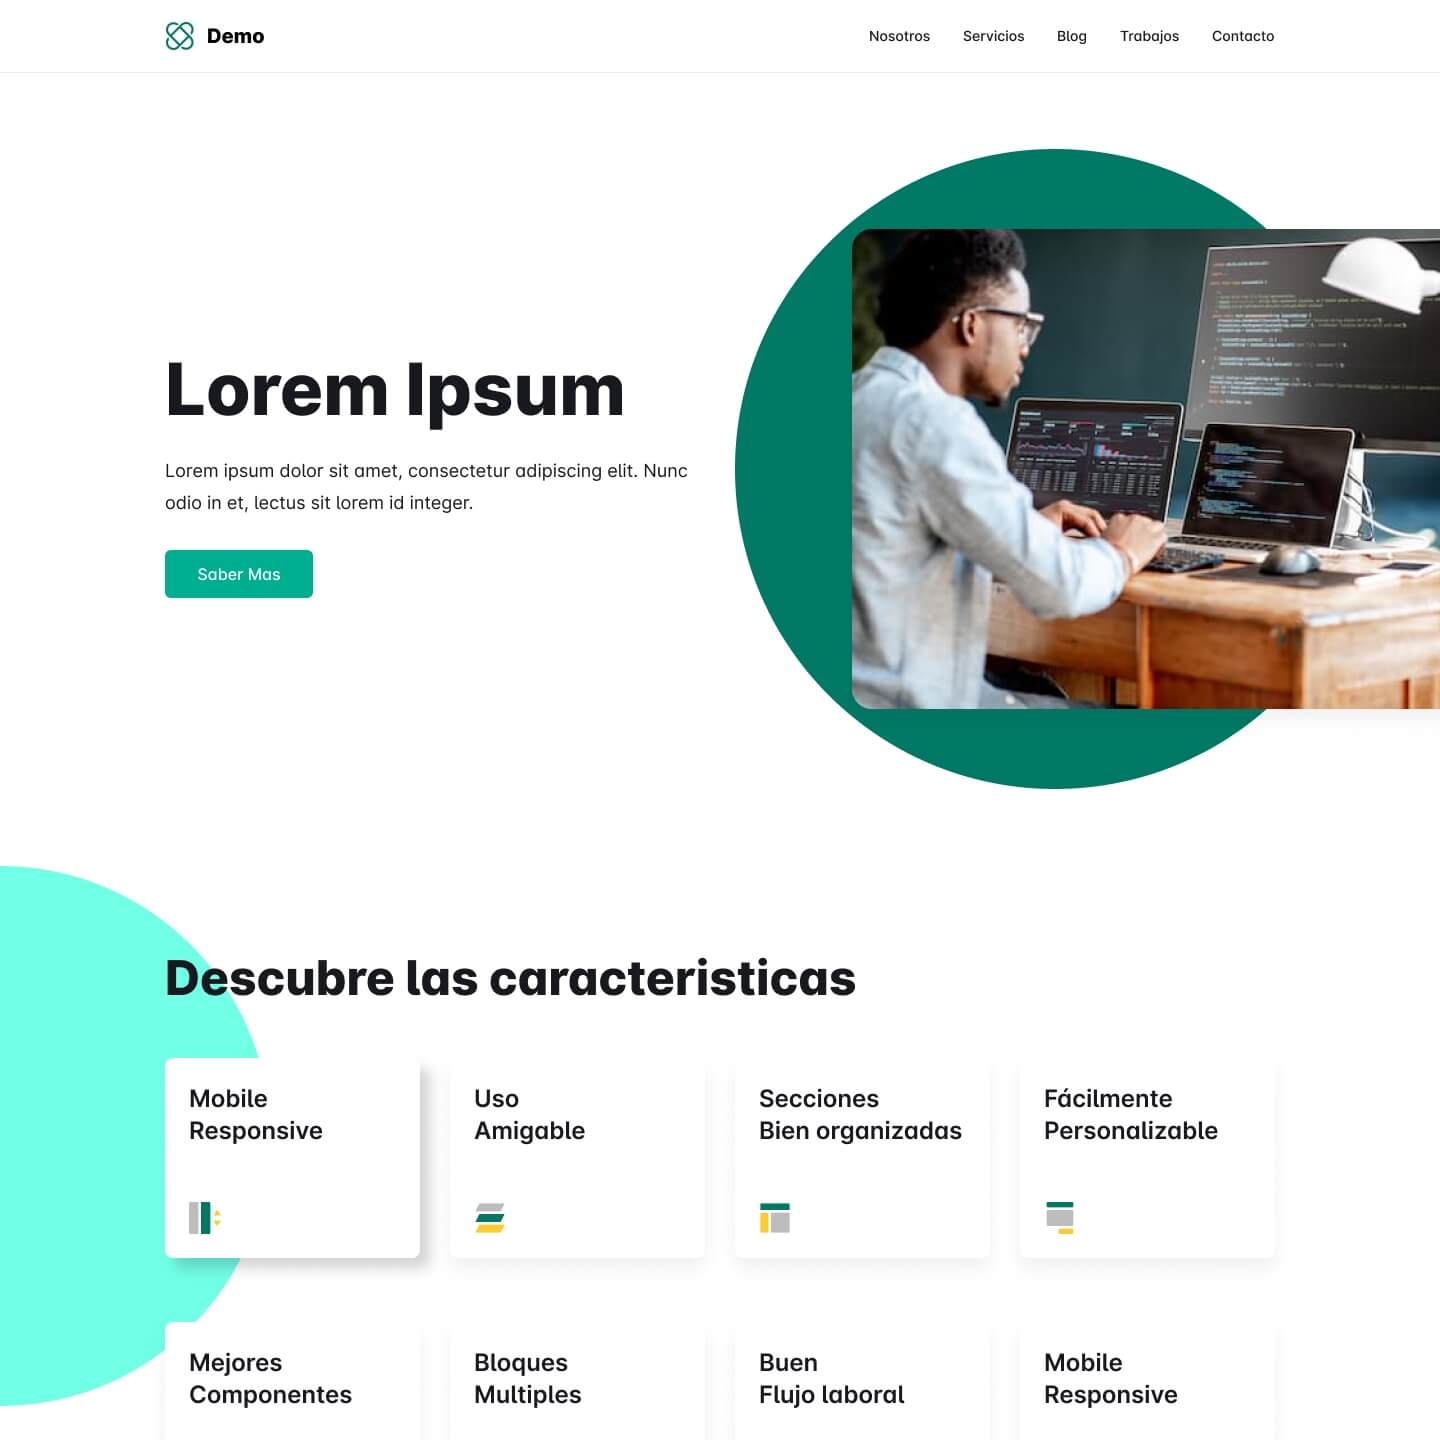 Demo
Nosotros Servicios Blog Trabajos Contacto
Lorem Ipsum
Lorem ipsum dolor sit amet, consectetur adipiscing elit. Nunc
odio in et, lectus sit lorem id integer.
Saber Mas
Descubre las caracteristicas
Mobile
Responsive
Uso
Amigable
Secciones
Bien organizadas
Fácilmente
Personalizable
Mejores
Componentes
Bloques
Multiples
Buen
Flujo laboral
Mobile
Responsive